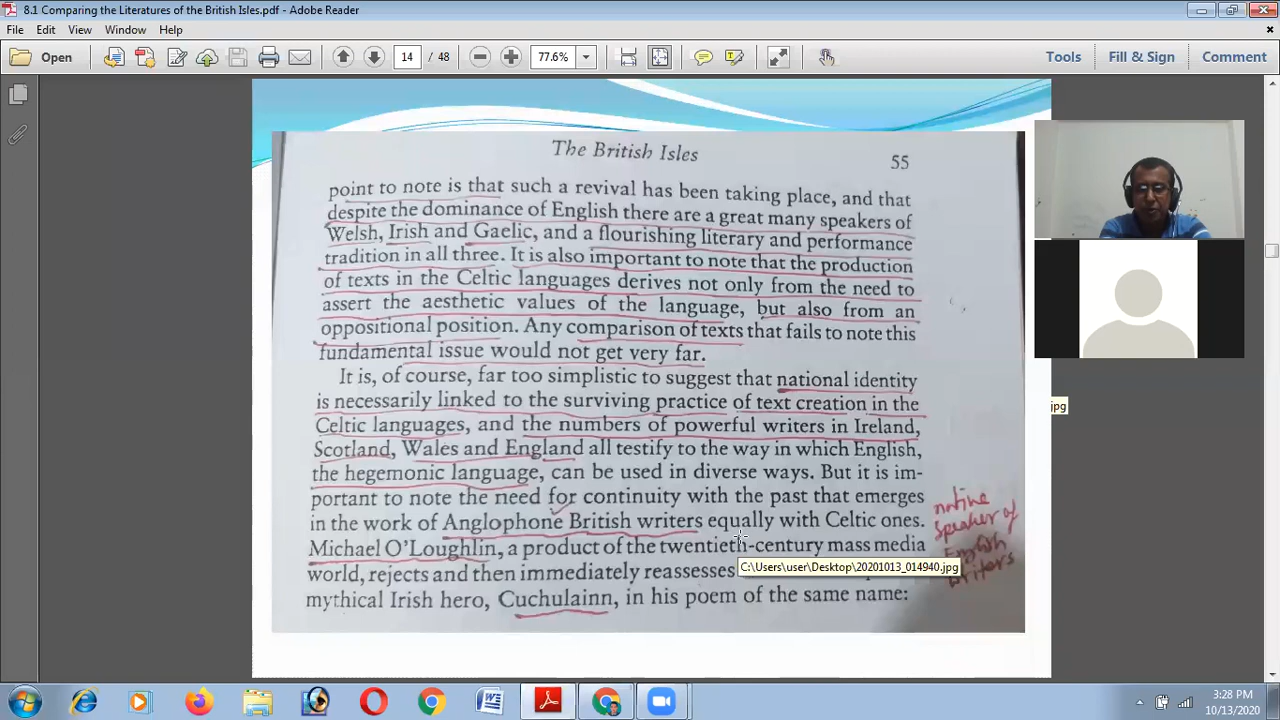 8.1 Comparing the Literatures of the British Isles.pdf - Adobe Reader
File Edit View Window Help
Open 14 / 48 77.6% Tools Fill & Sign Comment
The British Isles
55
point to note is that such a revival has been taking place, and that
despite the dominance of English there are a great many speakers of
Welsh, Irish and Gaelic, and a flourishing literary and performance
tradition in all three. It is also important to note that the production
of texts in the Celtic languages derives not only from the need to
assert the aesthetic values of the language, but also from an
oppositional position. Any comparison of texts that fails to note this
fundamental issue would not get very far.
It is, of course, far too simplistic to suggest that national identity
is necessarily linked to the surviving practice of text creation in the
Celtic languages, and the numbers of powerful writers in Ireland,
Scotland, Wales and England all testify to the way in which English,
the hegemonic language, can be used in diverse ways. But it is im-
portant to note the need for continuity with the past that emerges
in the work of Anglophone British writers equally with Celtic ones.
Michael O'Loughlin, a product of the twentieth-century mass media
world, rejects and then immediately reassesses
mythical Irish hero, Cuchulainn, in his poem of the same name:
native
speaker of
English
writers
C:\Users\user\Desktop\20201013_014940.jpg
jpg
3:28 PM
10/13/2020